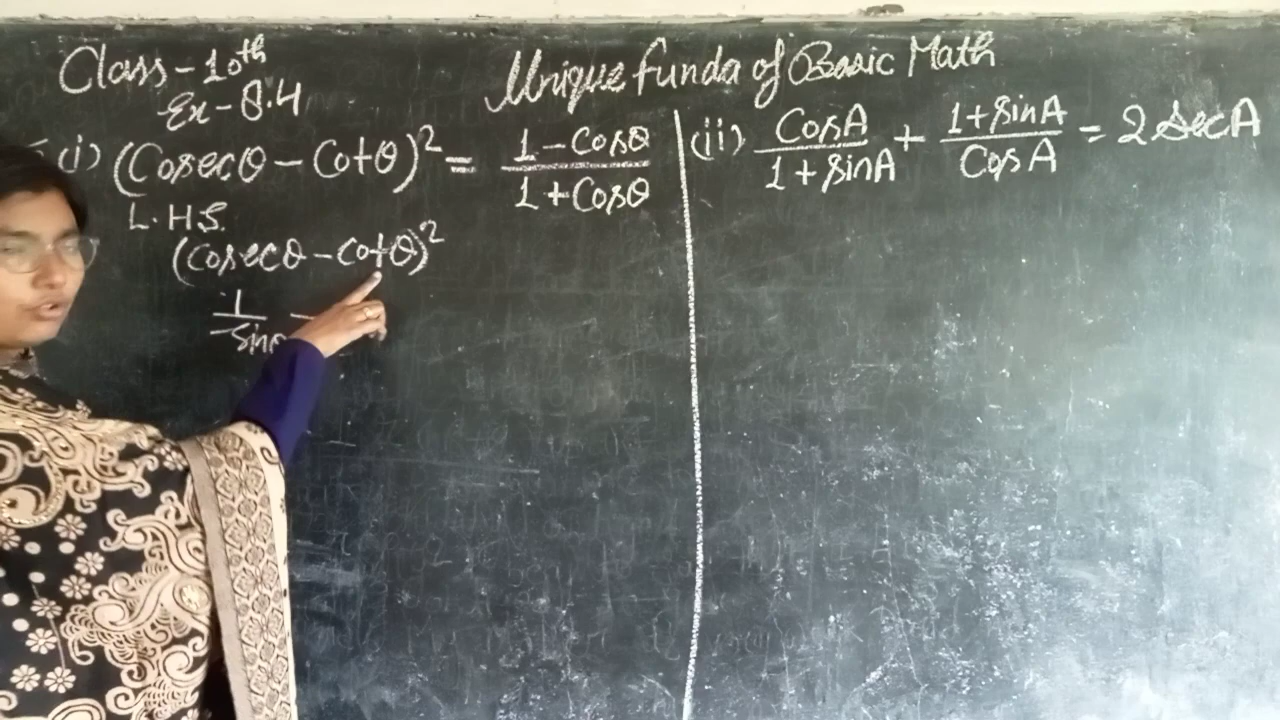 Class - 10th
Ex - 8.4
Unique funda of Basic Math
(i) (Cosecθ - Cotθ)² = 1 - Cosθ / 1 + Cosθ
L.H.S.
(Cosecθ - Cotθ)²
1 / Sin -
(ii) CosA / 1 + sinA + 1 + sinA / CosA = 2 secA